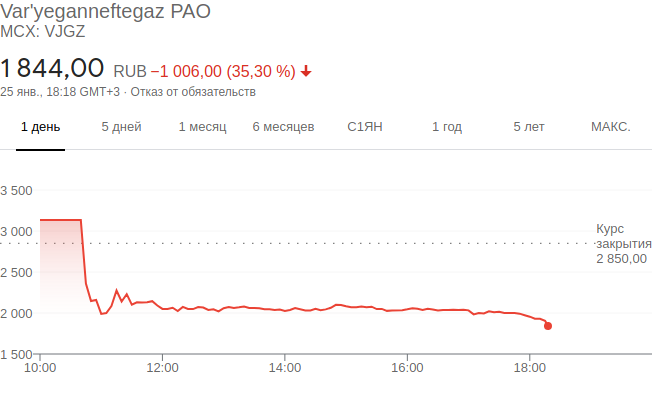 Var'yeganneftegaz PAO
MCX: VJGZ
1 844,00 RUB −1 006,00 (35,30 %)
25 янв., 18:18 GMT+3 · Отказ от обязательств
1 день 5 дней 1 месяц 6 месяцев С1ЯН 1 год 5 лет МАКС.
3 500
3 000
2 500
2 000
1 500
Курс
закрытия
2 850,00
10:00 12:00 14:00 16:00 18:00